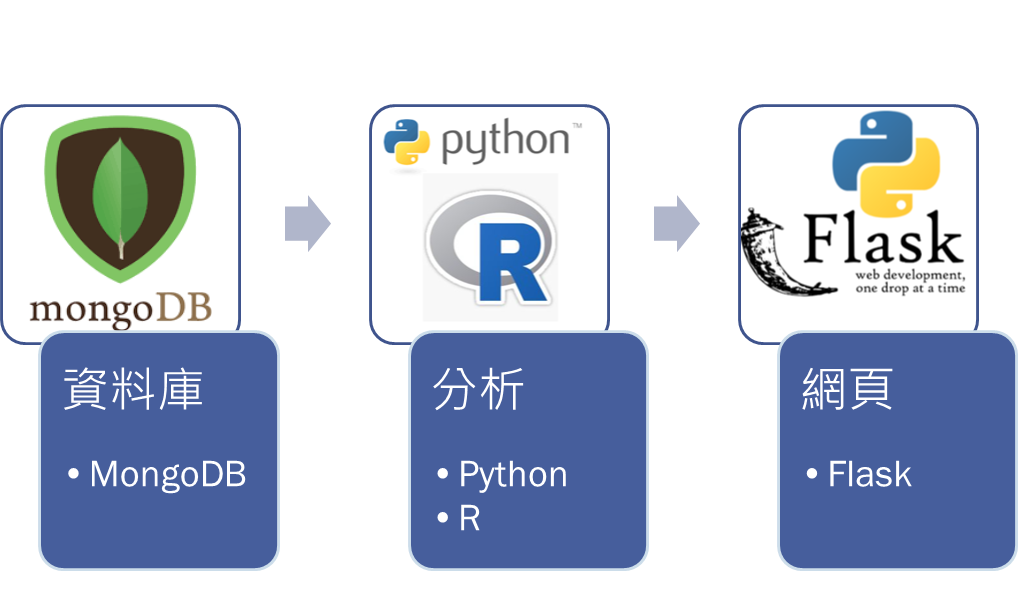 mongoDB
python™
R
Flask
web development,
one drop at a time
資料庫
• MongoDB
分析
• Python
• R
網頁
• Flask